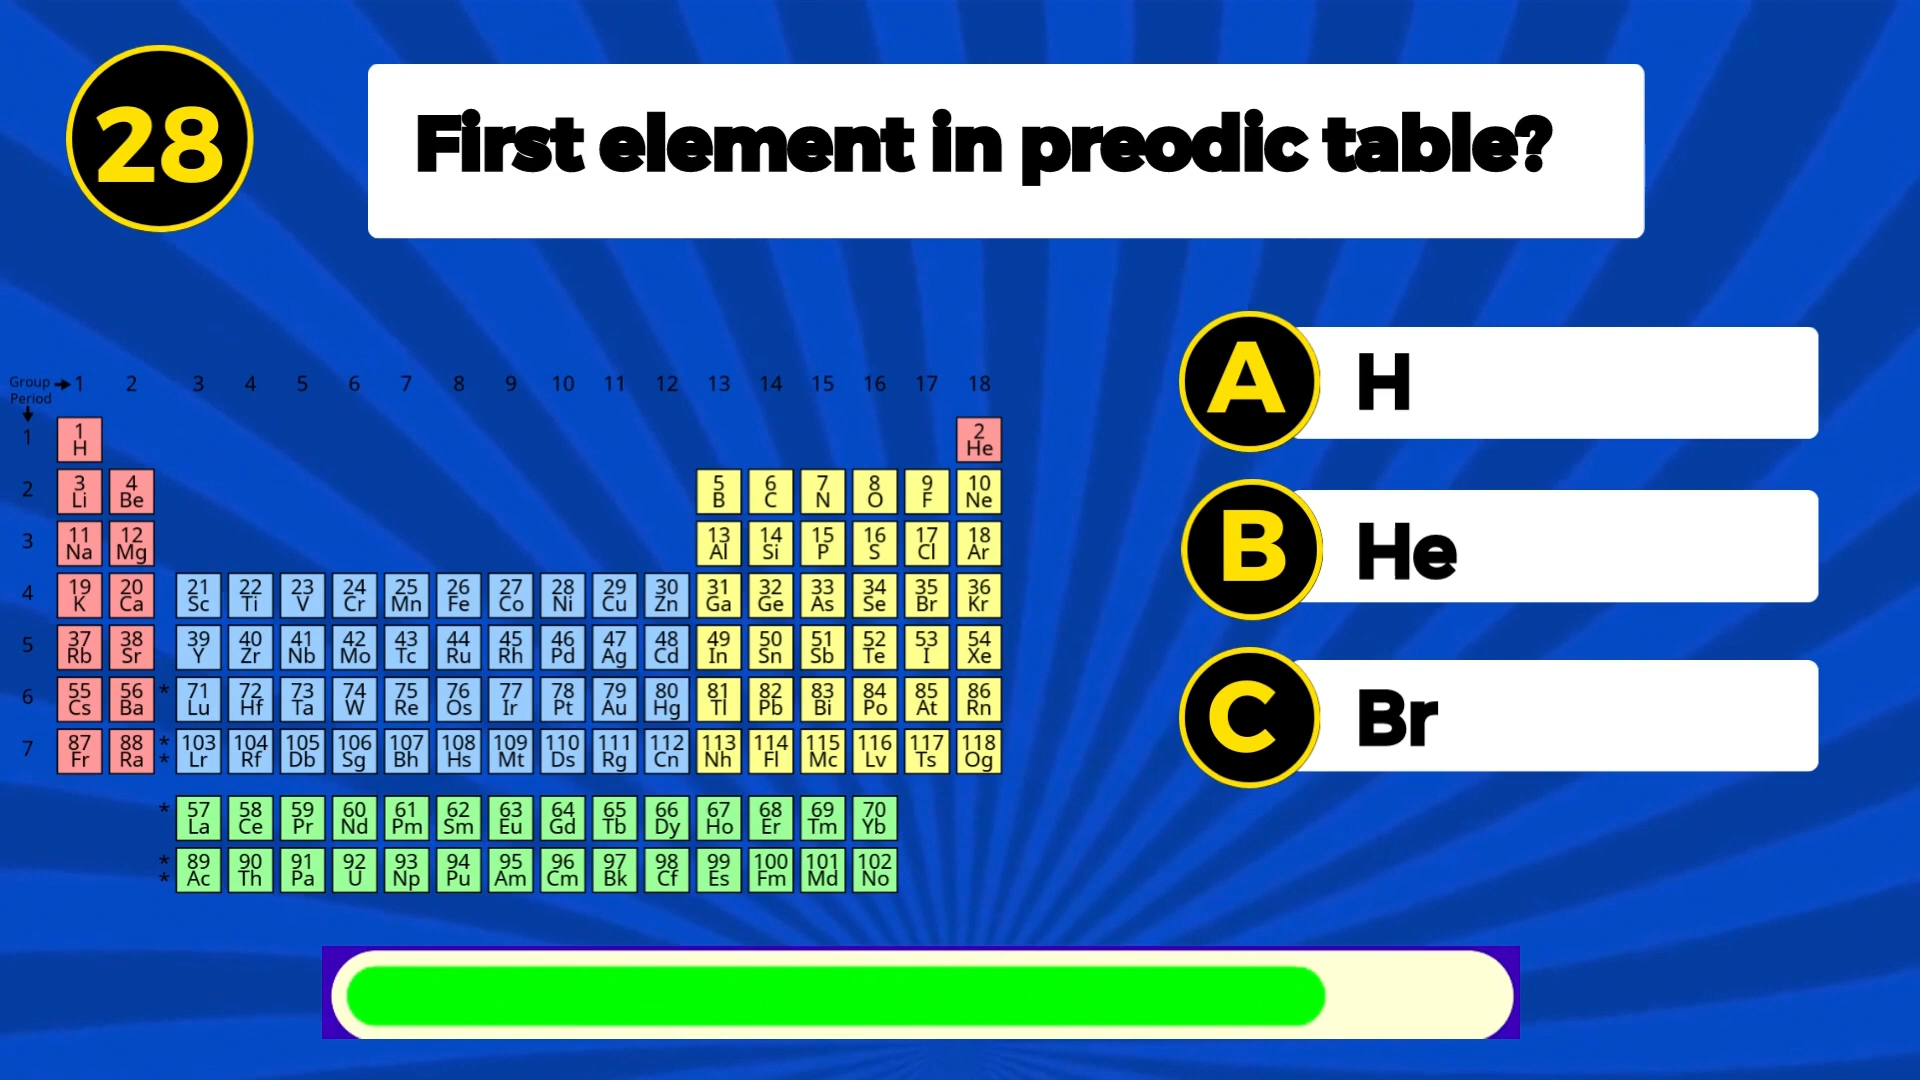 28
First element in preodic table?
A H
B He
C Br
Group 1 2 3 4 5 6 7 8 9 10 11 12 13 14 15 16 17 18
Period
1 1 2
H He
2 3 4 5 6 7 8 9 10
Li Be B C N O F Ne
3 11 12 13 14 15 16 17 18
Na Mg Al Si P S Cl Ar
4 19 20 21 22 23 24 25 26 27 28 29 30 31 32 33 34 35 36
K Ca Sc Ti V Cr Mn Fe Co Ni Cu Zn Ga Ge As Se Br Kr
5 37 38 39 40 41 42 43 44 45 46 47 48 49 50 51 52 53 54
Rb Sr Y Zr Nb Mo Tc Ru Rh Pd Ag Cd In Sn Sb Te I Xe
6 55 56 * 71 72 73 74 75 76 77 78 79 80 81 82 83 84 85 86
Cs Ba Lu Hf Ta W Re Os Ir Pt Au Hg Tl Pb Bi Po At Rn
7 87 88 * 103 104 105 106 107 108 109 110 111 112 113 114 115 116 117 118
Fr Ra * Lr Rf Db Sg Bh Hs Mt Ds Rg Cn Nh Fl Mc Lv Ts Og
* 57 58 59 60 61 62 63 64 65 66 67 68 69 70
La Ce Pr Nd Pm Sm Eu Gd Tb Dy Ho Er Tm Yb
* 89 90 91 92 93 94 95 96 97 98 99 100 101 102
* Ac Th Pa U Np Pu Am Cm Bk Cf Es Fm Md No